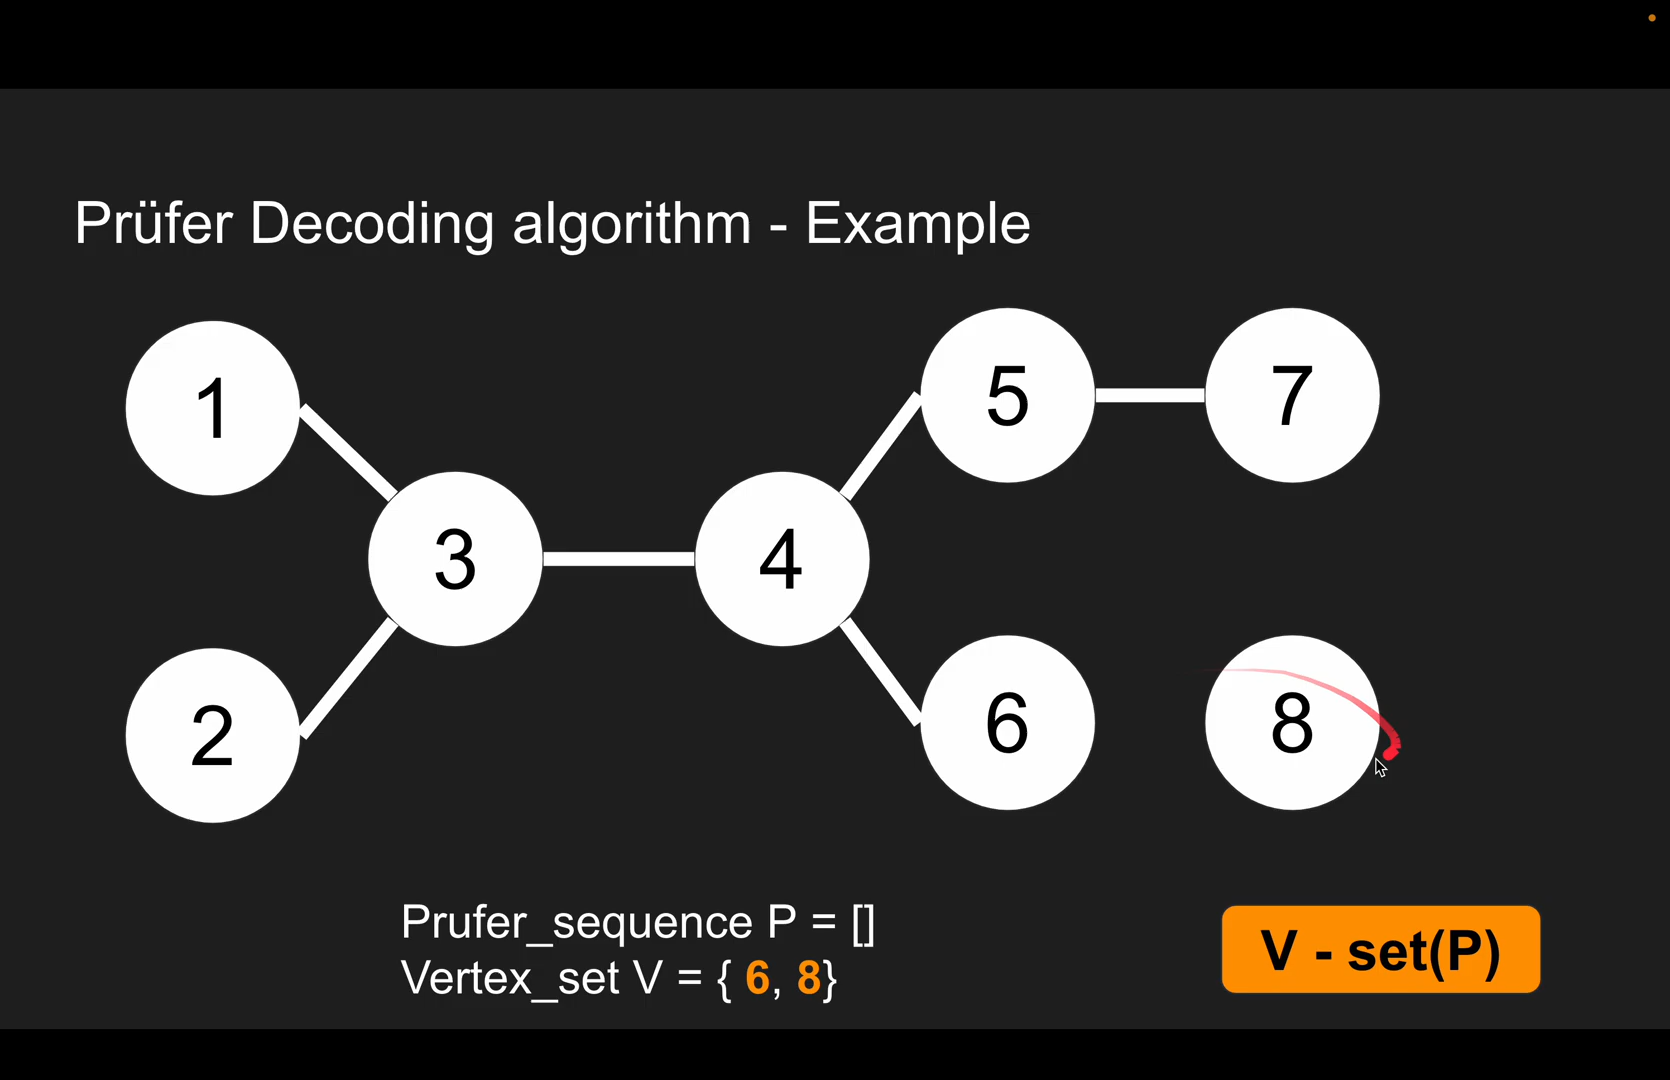 Prüfer Decoding algorithm - Example
1
5
7
3
4
2
6
8
Prufer_sequence P = []
Vertex_set V = { 6, 8}
V - set(P)